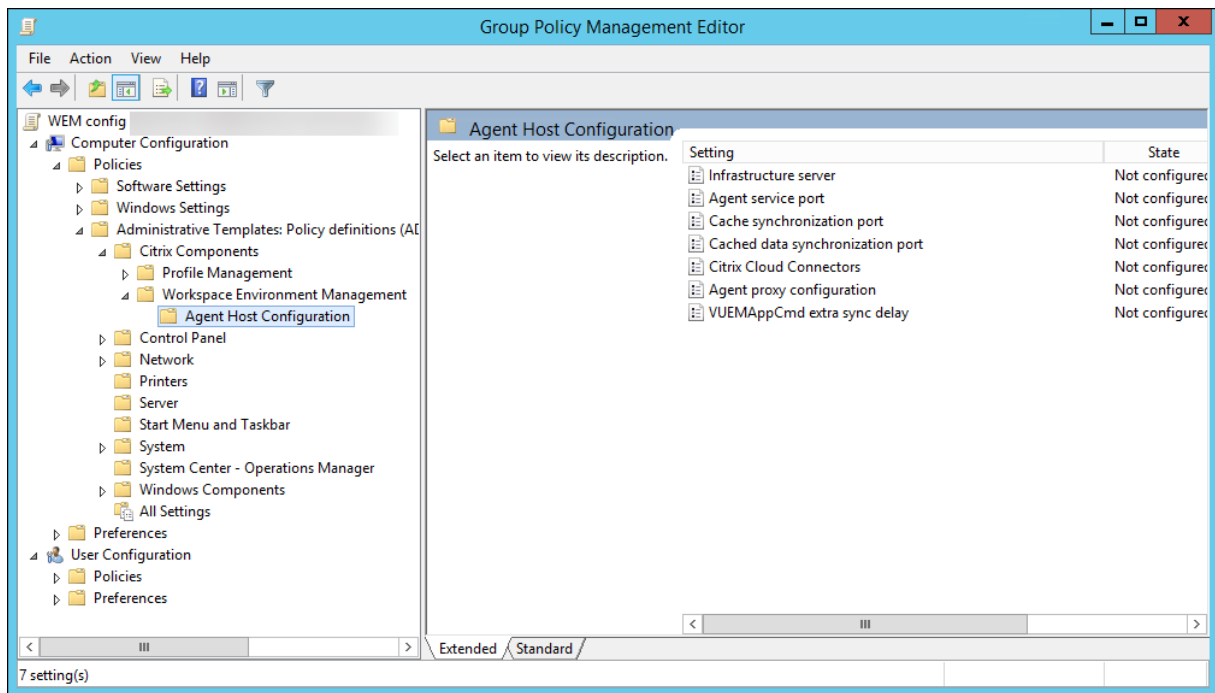 Group Policy Management Editor
File Action View Help
WEM config
Computer Configuration
Policies
Software Settings
Windows Settings
Administrative Templates: Policy definitions (AD
Citrix Components
Profile Management
Workspace Environment Management
Agent Host Configuration
Control Panel
Network
Printers
Server
Start Menu and Taskbar
System
System Center - Operations Manager
Windows Components
All Settings
Preferences
User Configuration
Policies
Preferences
Agent Host Configuration
Select an item to view its description.
Setting State
Infrastructure server Not configured
Agent service port Not configured
Cache synchronization port Not configured
Cached data synchronization port Not configured
Citrix Cloud Connectors Not configured
Agent proxy configuration Not configured
VUEMAppCmd extra sync delay Not configured
Extended Standard
7 setting(s)